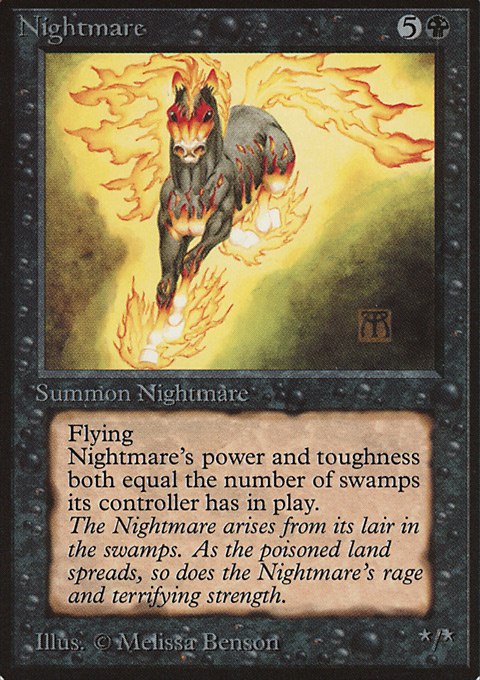 Nightmare 5
Summon Nightmare
Flying
Nightmare's power and toughness
both equal the number of swamps
its controller has in play.
The Nightmare arises from its lair in
the swamps. As the poisoned land
spreads, so does the Nightmare's rage
and terrifying strength.
Illus. © Melissa Benson
*/*